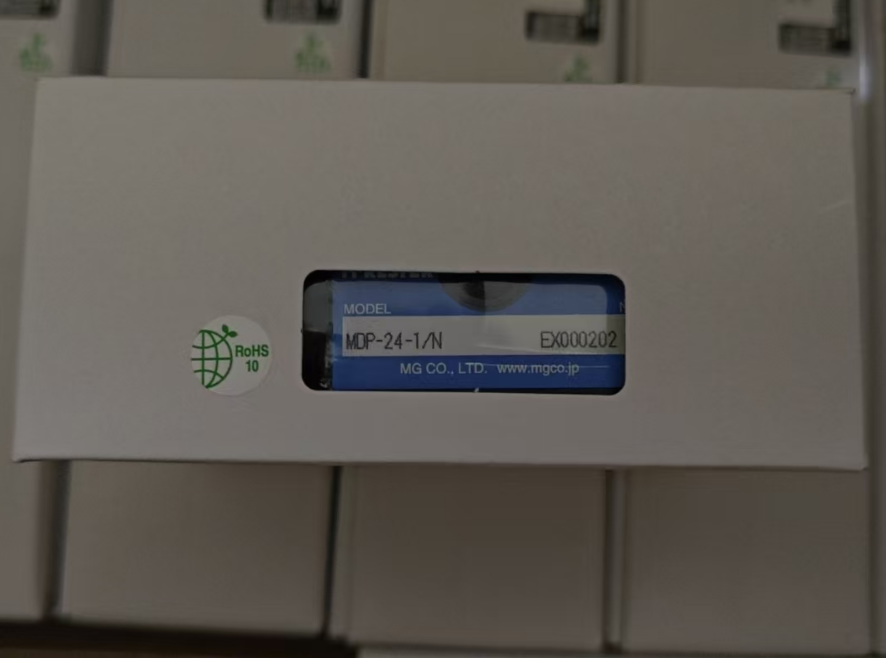 MODEL
MDP-24-1/N EX000202
MG CO., LTD. www.mgco.jp
RoHS
10